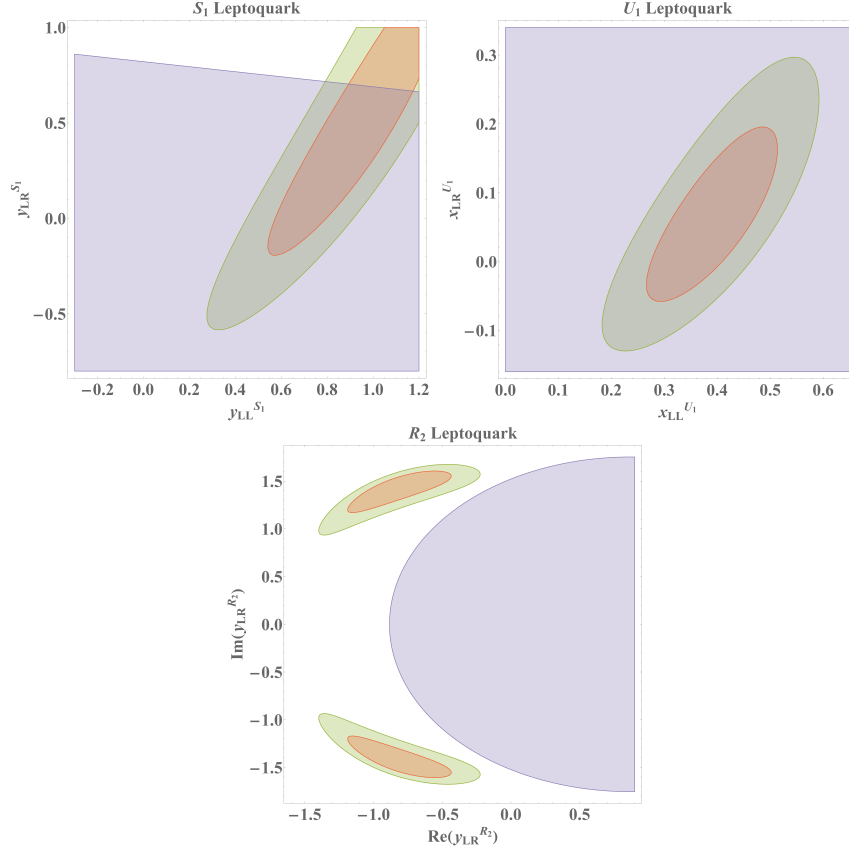 S₁ Leptoquark
1.0
0.5
0.0
−0.5
y_LR^S₁
−0.2 0.0 0.2 0.4 0.6 0.8 1.0 1.2
y_LL^S₁
U₁ Leptoquark
0.3
0.2
0.1
0.0
−0.1
x_LR^U₁
0.0 0.1 0.2 0.3 0.4 0.5 0.6
x_LL^U₁
R₂ Leptoquark
1.5
1.0
0.5
0.0
−0.5
−1.0
−1.5
Im(y_LR^R₂)
−1.5 −1.0 −0.5 0.0 0.5
Re(y_LR^R₂)